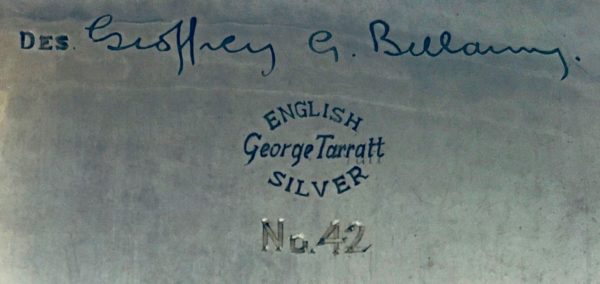 DES. Geoffrey G. Bellamy.
ENGLISH
George Tarratt
SILVER
No.42